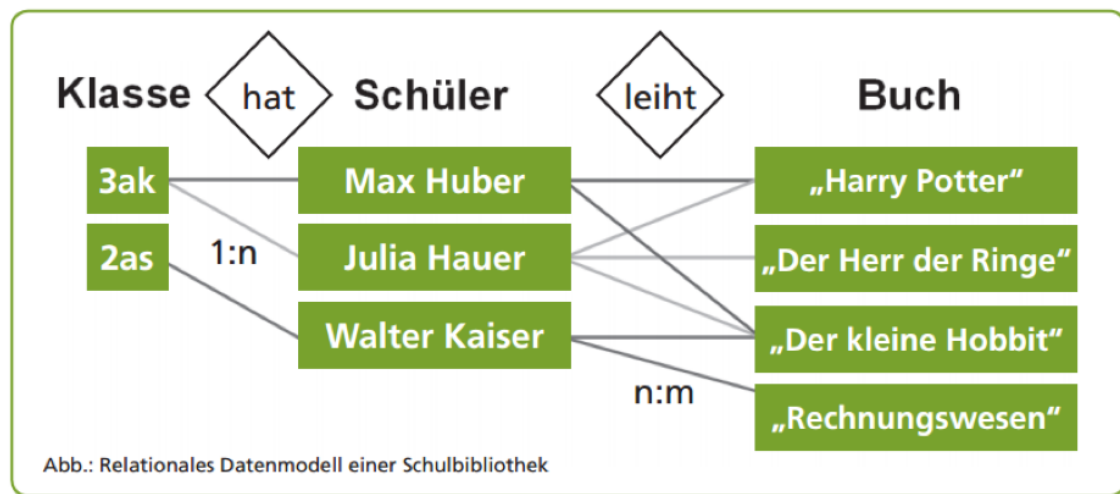 Klasse hat Schüler leiht Buch
3ak Max Huber „Harry Potter“
2as 1:n Julia Hauer „Der Herr der Ringe“
Walter Kaiser „Der kleine Hobbit“
n:m „Rechnungswesen“
Abb.: Relationales Datenmodell einer Schulbibliothek